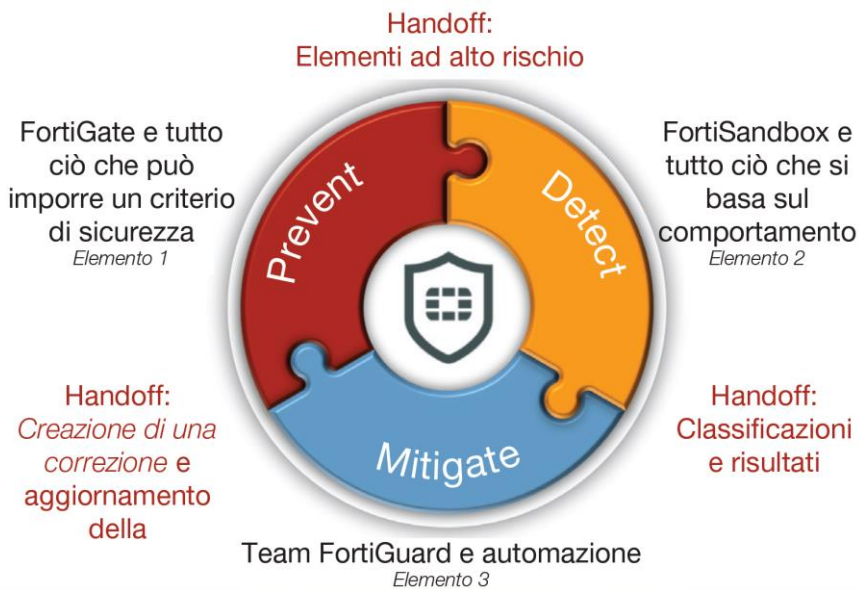 Handoff:
Elementi ad alto rischio
FortiGate e tutto
ciò che può
imporre un criterio
di sicurezza
Elemento 1
Prevent
Detect
FortiSandbox e
tutto ciò che si
basa sul
comportamento
Elemento 2
Handoff:
Creazione di una
correzione e
aggiornamento
della
Mitigate
Handoff:
Classificazioni
e risultati
Team FortiGuard e automazione
Elemento 3